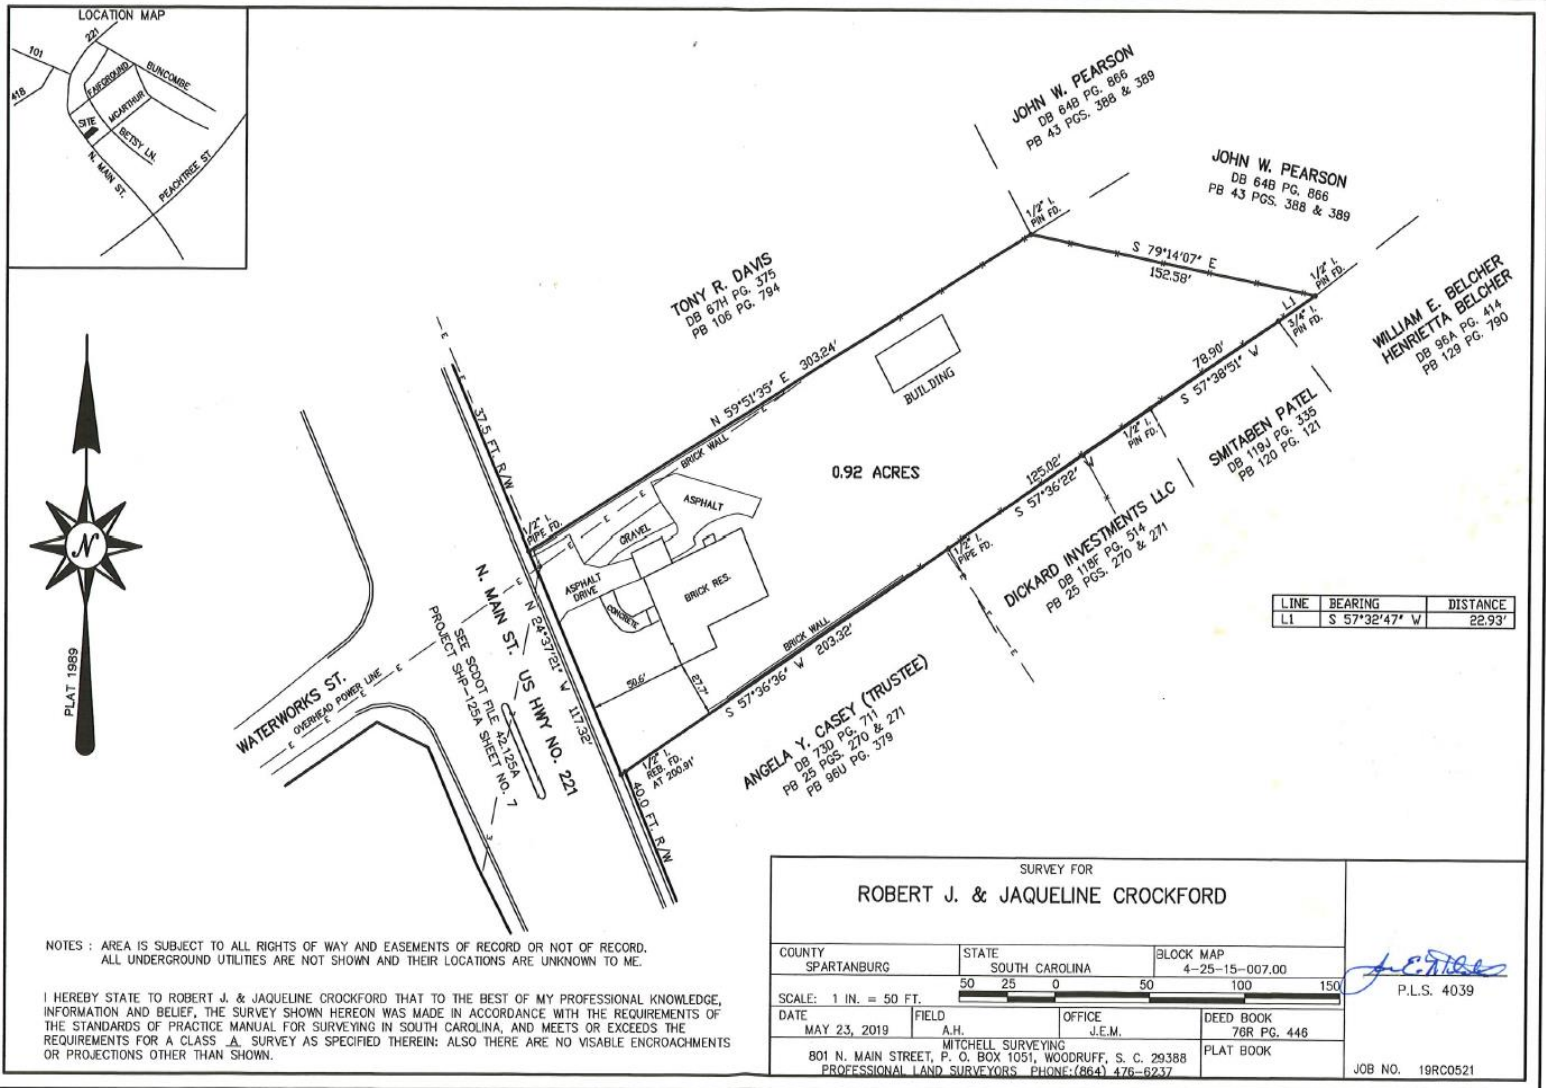 LOCATION MAP
221
101
418
FAIRGROUND
BUNCOMBE
MCARTHUR
SITE
BETSY LN.
N. MAIN ST.
PEACHTREE ST
JOHN W. PEARSON
DB 64B PG. 866
PB 43 PGS. 388 & 389
JOHN W. PEARSON
DB 64B PG. 866
PB 43 PGS. 388 & 389
1/2" I.
PIN FD.
S 79°14'07" E
152.58'
1/2" I.
PIN FD.
L1
3/4" I.
PIN FD.
WILLIAM E. BELCHER
HENRIETTA BELCHER
DB 96A PG. 414
PB 129 PG. 790
TONY R. DAVIS
DB 67H PG. 375
PB 106 PG. 794
N 59°51'35" E 303.24'
BRICK WALL
E
BUILDING
0.92 ACRES
78.90'
S 57°38'51" W
SMITABEN PATEL
DB 119J PG. 335
PB 120 PG. 121
1/2" I.
PIN FD.
125.02'
S 57°36'22" W
DICKARD INVESTMENTS LLC
DB 118F PG. 514
PB 25 PGS. 270 & 271
1/2" I.
PIPE FD.
E
E
E
37.5 FT. R/W
1/2" I.
PIPE FD.
E
E
E
ASPHALT
GRAVEL
ASPHALT
DRIVE
CONCRETE
BRICK RES.
50.6'
27.7'
BRICK WALL
S 57°36'36" W 203.32'
ANGELA Y. CASEY (TRUSTEE)
DB 73D PG. 711
PB 25 PGS. 270 & 271
PB 96U PG. 379
N 24°37'21" W 117.32'
1/2" I.
REB. FD.
AT 200.91'
40.0 FT. R/W
N. MAIN ST. US HWY NO. 221
SEE SCDOT FILE 42.125A
PROJECT SHP-125A SHEET NO. 7
WATERWORKS ST.
E OVERHEAD POWER LINE E
E
E
N
PLAT 1989
LINE BEARING DISTANCE
L1 S 57°32'47" W 22.93'
NOTES : AREA IS SUBJECT TO ALL RIGHTS OF WAY AND EASEMENTS OF RECORD OR NOT OF RECORD.
ALL UNDERGROUND UTILITIES ARE NOT SHOWN AND THEIR LOCATIONS ARE UNKNOWN TO ME.
I HEREBY STATE TO ROBERT J. & JAQUELINE CROCKFORD THAT TO THE BEST OF MY PROFESSIONAL KNOWLEDGE,
INFORMATION AND BELIEF, THE SURVEY SHOWN HEREON WAS MADE IN ACCORDANCE WITH THE REQUIREMENTS OF
THE STANDARDS OF PRACTICE MANUAL FOR SURVEYING IN SOUTH CAROLINA, AND MEETS OR EXCEEDS THE
REQUIREMENTS FOR A CLASS A SURVEY AS SPECIFIED THEREIN: ALSO THERE ARE NO VISABLE ENCROACHMENTS
OR PROJECTIONS OTHER THAN SHOWN.
SURVEY FOR
ROBERT J. & JAQUELINE CROCKFORD
COUNTY
SPARTANBURG
STATE
SOUTH CAROLINA
BLOCK MAP
4-25-15-007.00
SCALE: 1 IN. = 50 FT.
50 25 0 50 100 150
DATE
MAY 23, 2019
FIELD
A.H.
OFFICE
J.E.M.
DEED BOOK
76R PG. 446
MITCHELL SURVEYING
801 N. MAIN STREET, P. O. BOX 1051, WOODRUFF, S. C. 29388
PROFESSIONAL LAND SURVEYORS PHONE:(864) 476-6237
PLAT BOOK
P.L.S. 4039
JOB NO. 19RC0521